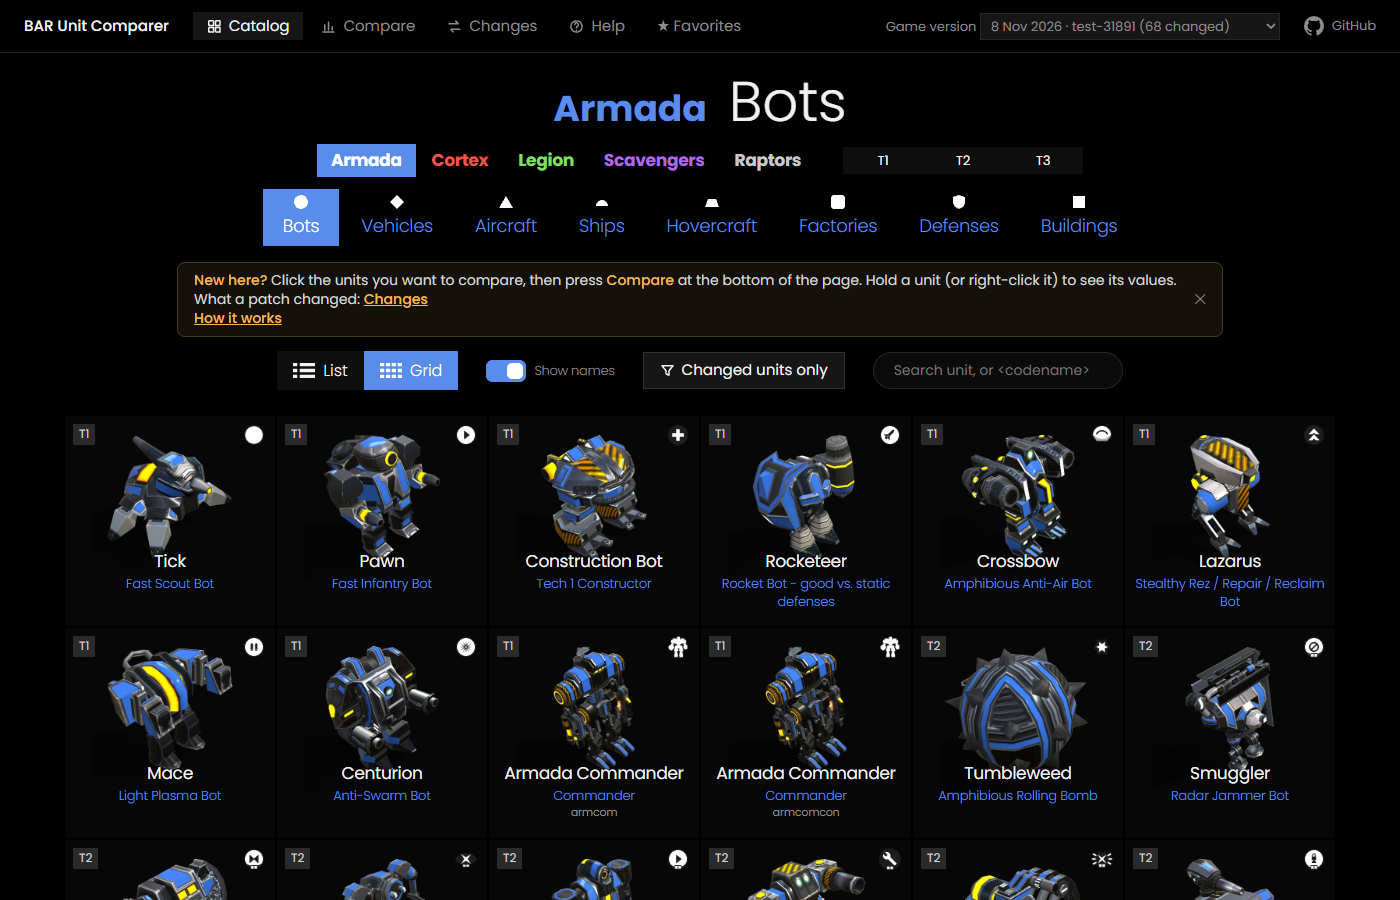 BAR Unit Comparer
Catalog
Compare
Changes
Help
★ Favorites
Game version
8 Nov 2026 · test-31891 (68 changed)
GitHub
Armada Bots
Armada
Cortex
Legion
Scavengers
Raptors
T1
T2
T3
Bots
Vehicles
Aircraft
Ships
Hovercraft
Factories
Defenses
Buildings
New here? Click the units you want to compare, then press Compare at the bottom of the page. Hold a unit (or right-click it) to see its values.
What a patch changed: Changes
How it works
List
Grid
Show names
Changed units only
Search unit, or <codename>
T1
Tick
Fast Scout Bot
T1
Pawn
Fast Infantry Bot
T1
Construction Bot
Tech 1 Constructor
T1
Rocketeer
Rocket Bot - good vs. static
defenses
T1
Crossbow
Amphibious Anti-Air Bot
T1
Lazarus
Stealthy Rez / Repair / Reclaim
Bot
T1
Mace
Light Plasma Bot
T1
Centurion
Anti-Swarm Bot
T1
Armada Commander
Commander
armcom
T1
Armada Commander
Commander
armcomcon
T2
Tumbleweed
Amphibious Rolling Bomb
T2
Smuggler
Radar Jammer Bot
T2
T2
T2
T2
T2
T2